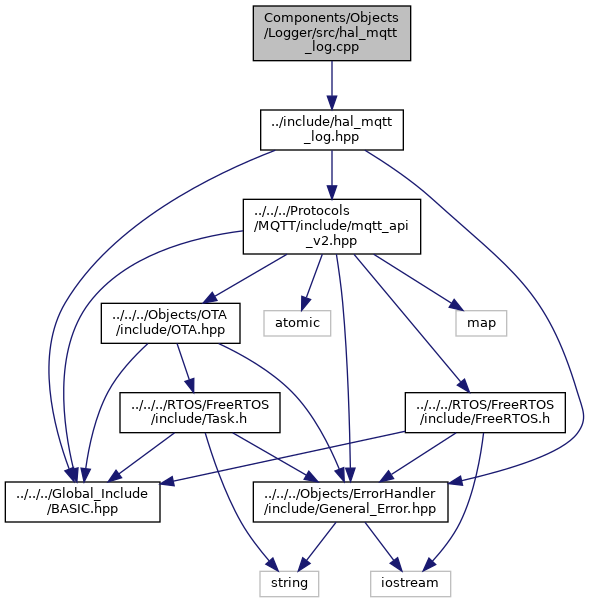 Components/Objects
/Logger/src/hal_mqtt
_log.cpp
../include/hal_mqtt
_log.hpp
../../../Protocols
/MQTT/include/mqtt_api
_v2.hpp
../../../Objects/OTA
/include/OTA.hpp
atomic
map
../../../RTOS/FreeRTOS
/include/Task.h
../../../RTOS/FreeRTOS
/include/FreeRTOS.h
../../../Global_Include
/BASIC.hpp
../../../Objects/ErrorHandler
/include/General_Error.hpp
string
iostream